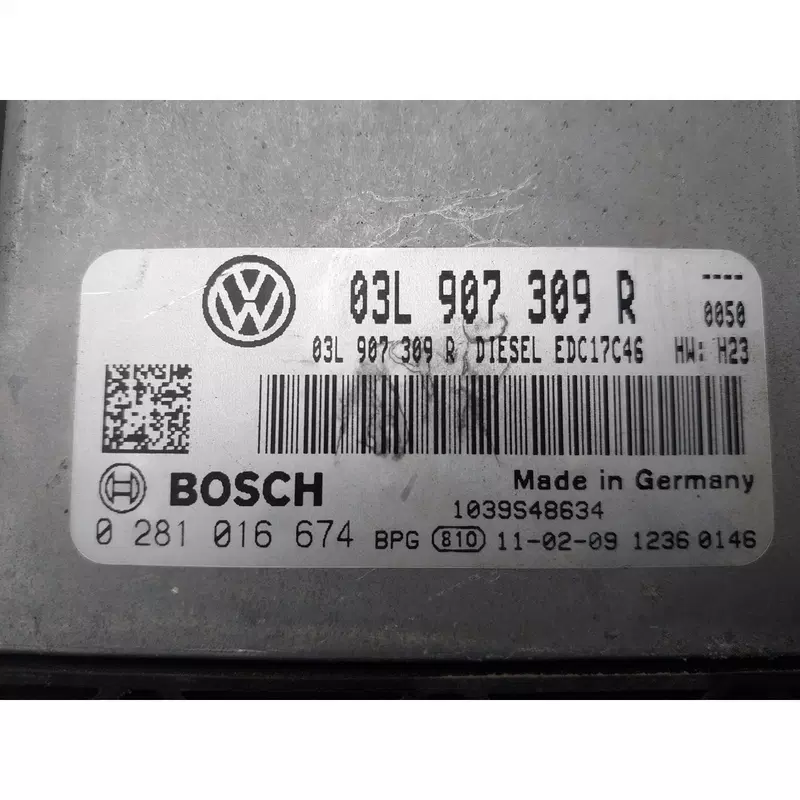 03L 907 309 R ----
0050
03L 907 309 R DIESEL EDC17C46 HW: H23
BOSCH Made in Germany
1039S48634
0 281 016 674 BPG 810 11-02-09 1236 0146